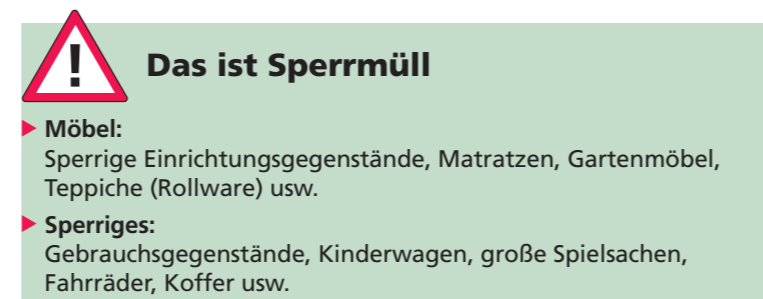 !
Das ist Sperrmüll
Möbel:
Sperrige Einrichtungsgegenstände, Matratzen, Gartenmöbel,
Teppiche (Rollware) usw.
Sperriges:
Gebrauchsgegenstände, Kinderwagen, große Spielsachen,
Fahrräder, Koffer usw.